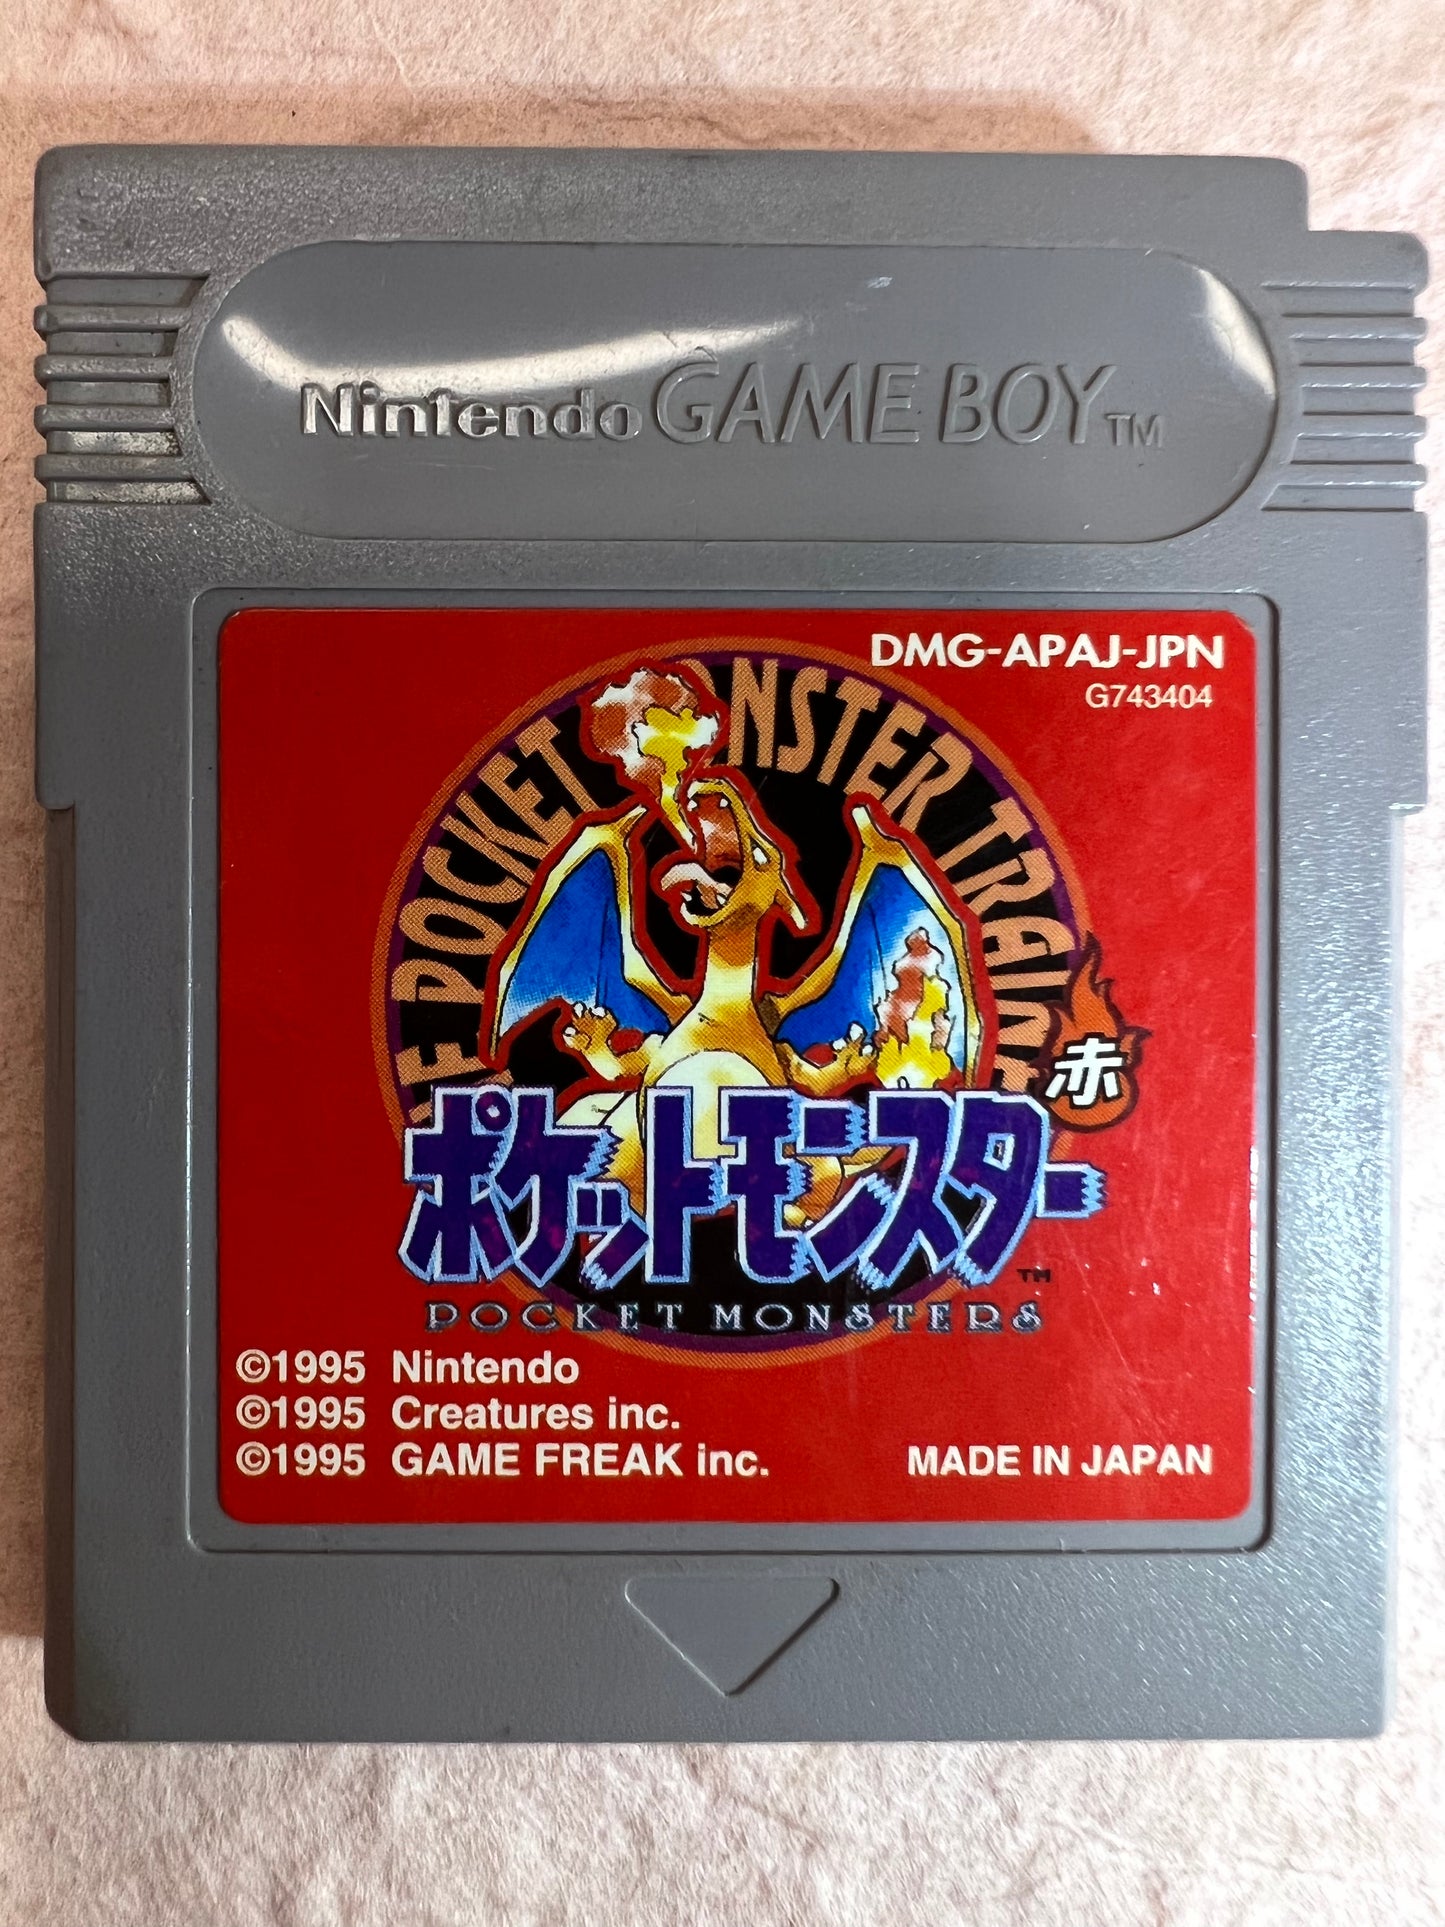 Nintendo GAME BOY TM
DMG-APAJ-JPN
G743404
POCKET MONSTER TRAINER
赤
ポケットモンスター
TM
POCKET MONSTERS
©1995 Nintendo
©1995 Creatures inc.
©1995 GAME FREAK inc.
MADE IN JAPAN